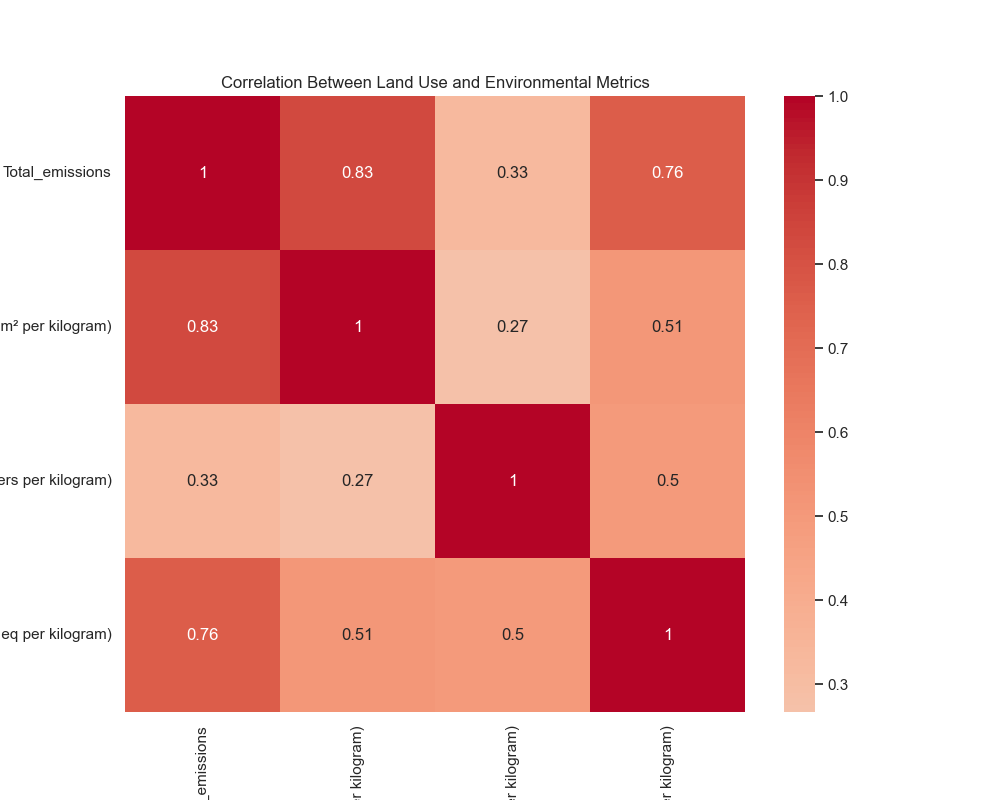 Correlation Between Land Use and Environmental Metrics
Total_emissions 1 0.83 0.33 0.76
m² per kilogram) 0.83 1 0.27 0.51
ers per kilogram) 0.33 0.27 1 0.5
eq per kilogram) 0.76 0.51 0.5 1
_emissions
er kilogram)
er kilogram)
er kilogram)
1.0
0.9
0.8
0.7
0.6
0.5
0.4
0.3